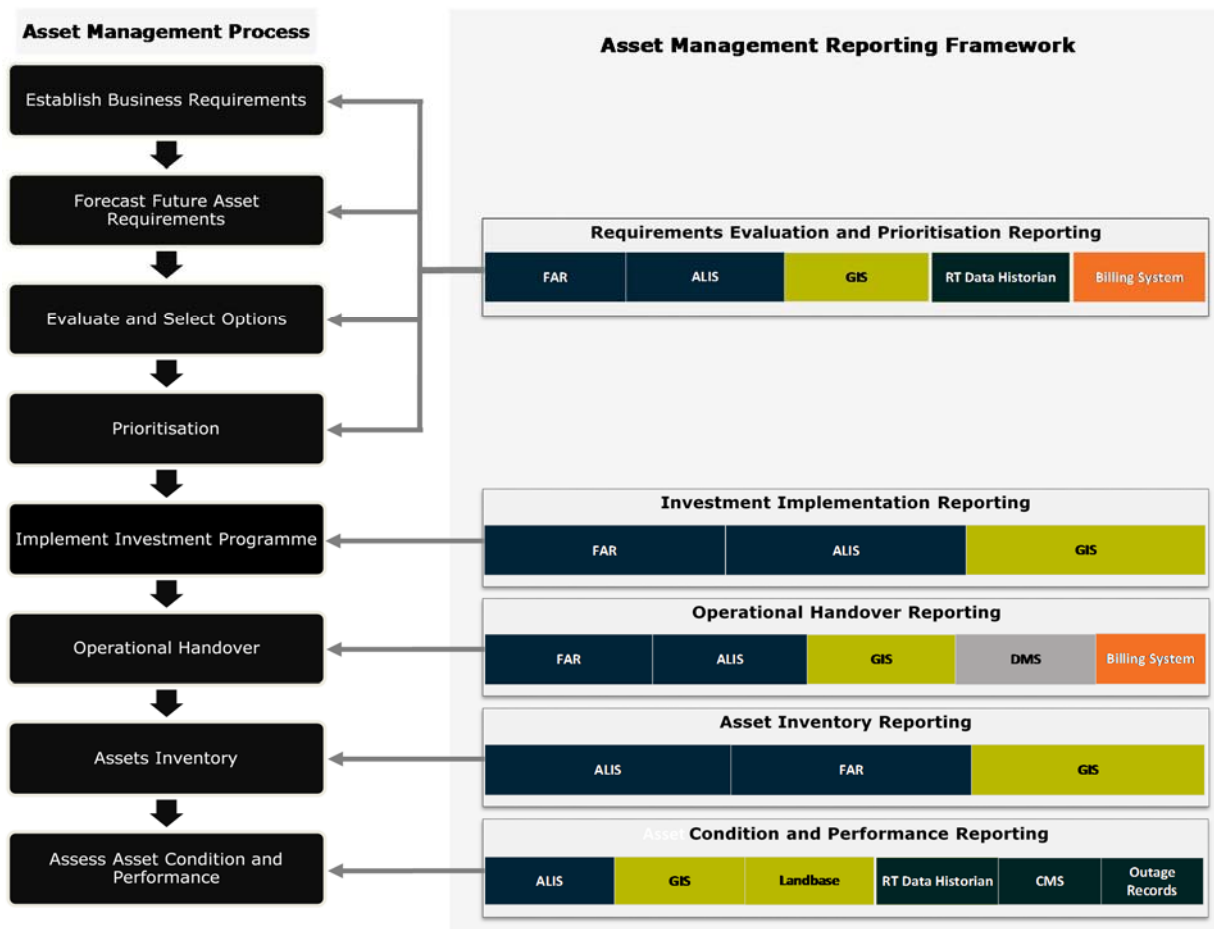 Asset Management Process
Asset Management Reporting Framework
Establish Business Requirements
Forecast Future Asset
Requirements
Evaluate and Select Options
Prioritisation
Implement Investment Programme
Operational Handover
Assets Inventory
Assess Asset Condition and
Performance
Requirements Evaluation and Prioritisation Reporting
FAR
ALIS
GIS
RT Data Historian
Billing System
Investment Implementation Reporting
FAR
ALIS
GIS
Operational Handover Reporting
FAR
ALIS
GIS
DMS
Billing System
Asset Inventory Reporting
ALIS
FAR
GIS
Asset Condition and Performance Reporting
ALIS
GIS
Landbase
RT Data Historian
CMS
Outage
Records